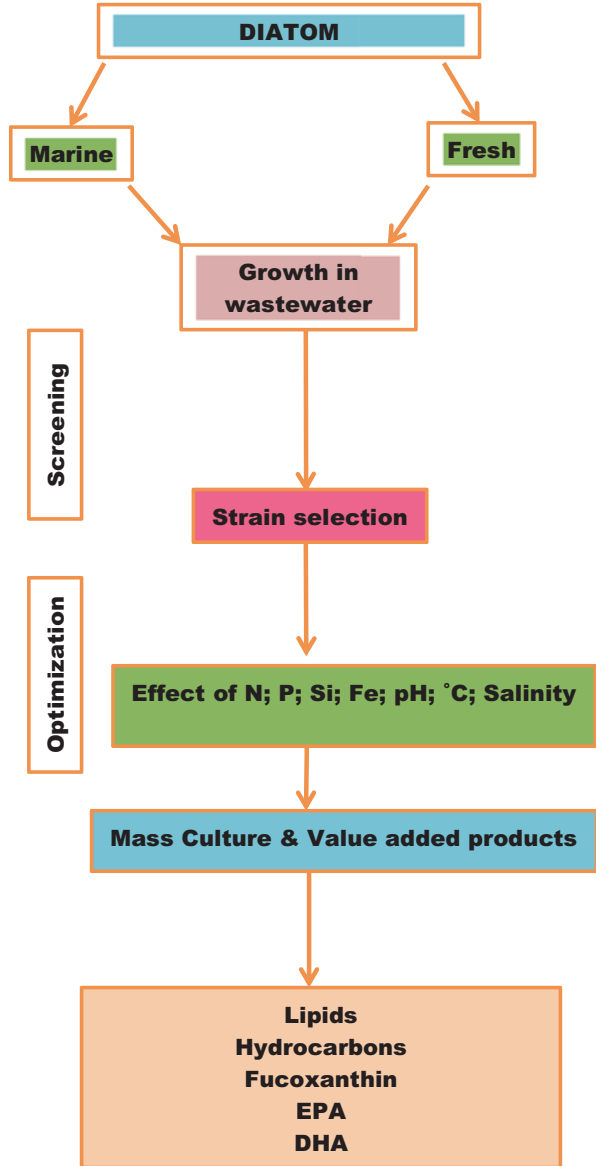 DIATOM
Marine
Fresh
Growth in
wastewater
Screening
Strain selection
Optimization
Effect of N; P; Si; Fe; pH; ˚C; Salinity
Mass Culture & Value added products
Lipids
Hydrocarbons
Fucoxanthin
EPA
DHA